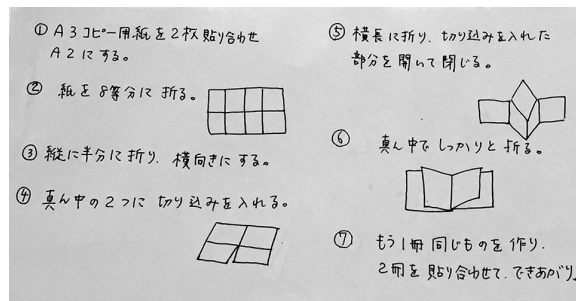 ① A3コピー用紙を2枚貼り合わせ
A2にする。
② 紙を8等分に折る。
③ 縦に半分に折り、横向きにする。
④ 真ん中の2つに切り込みを入れる。
⑤ 横長に折り、切り込みを入れた
部分を開いて閉じる。
⑥ 真ん中でしっかりと折る。
⑦ もう1冊同じものを作り、
2冊を貼り合わせて、できあがり。